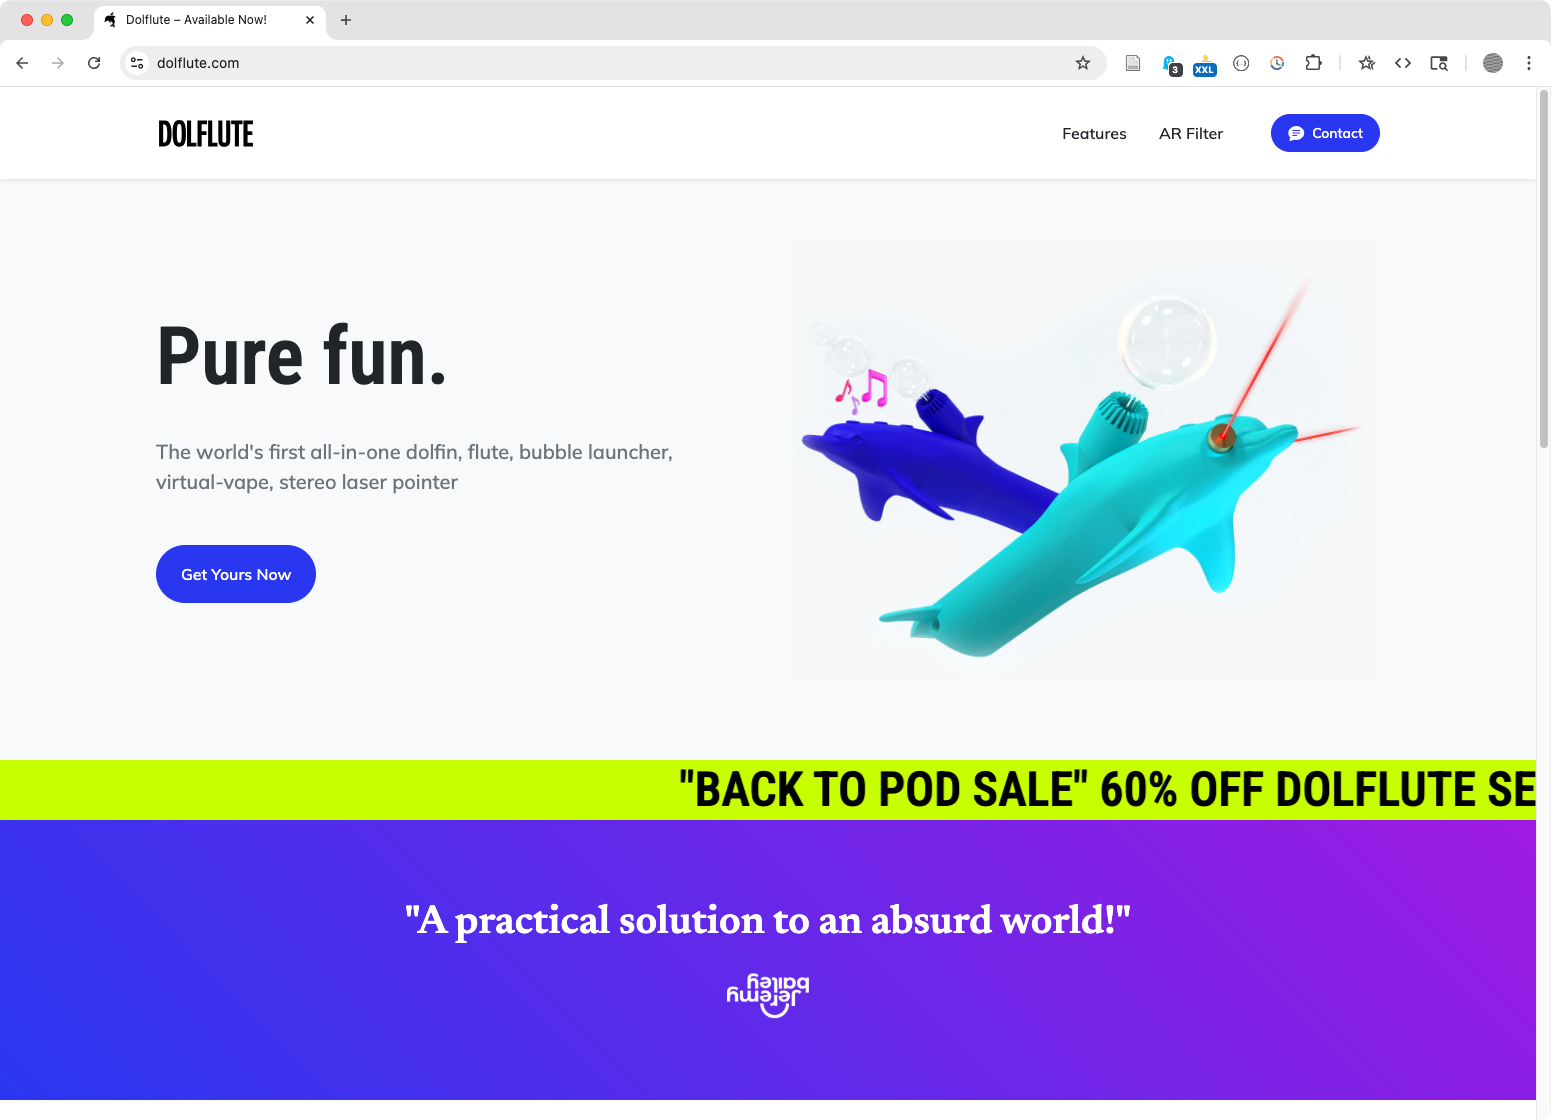 Dolflute – Available Now!
dolflute.com
3
XXL
DOLFLUTE
Features
AR Filter
Contact
Pure fun.
The world's first all-in-one dolfin, flute, bubble launcher,
virtual-vape, stereo laser pointer
Get Yours Now
"BACK TO POD SALE" 60% OFF DOLFLUTE SE
"A practical solution to an absurd world!"
jeremy
bailey